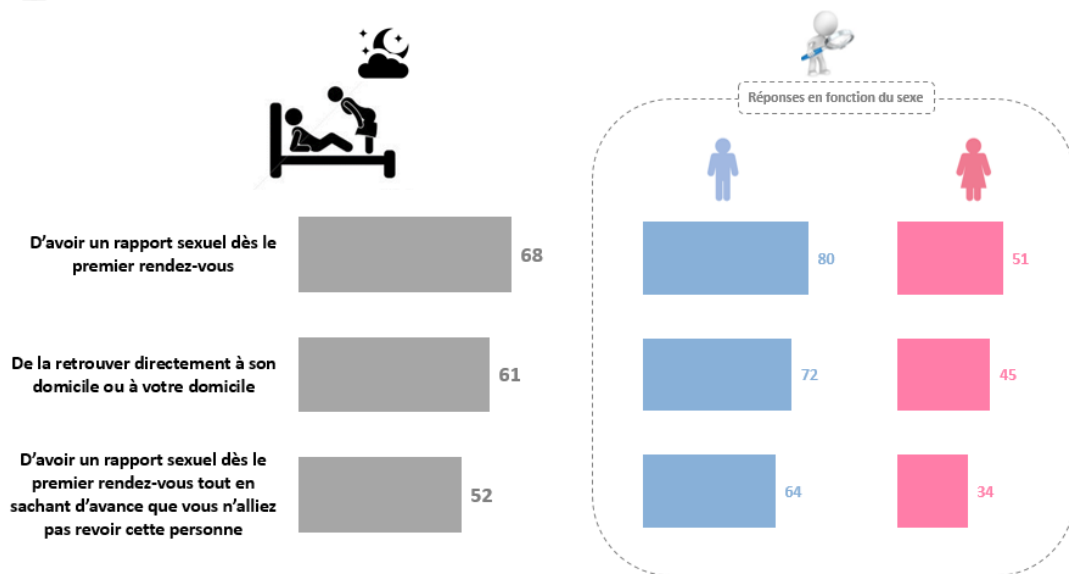 Réponses en fonction du sexe
D’avoir un rapport sexuel dès le
premier rendez-vous
68
80
51
De la retrouver directement à son
domicile ou à votre domicile
61
72
45
D’avoir un rapport sexuel dès le
premier rendez-vous tout en
sachant d’avance que vous n’alliez
pas revoir cette personne
52
64
34